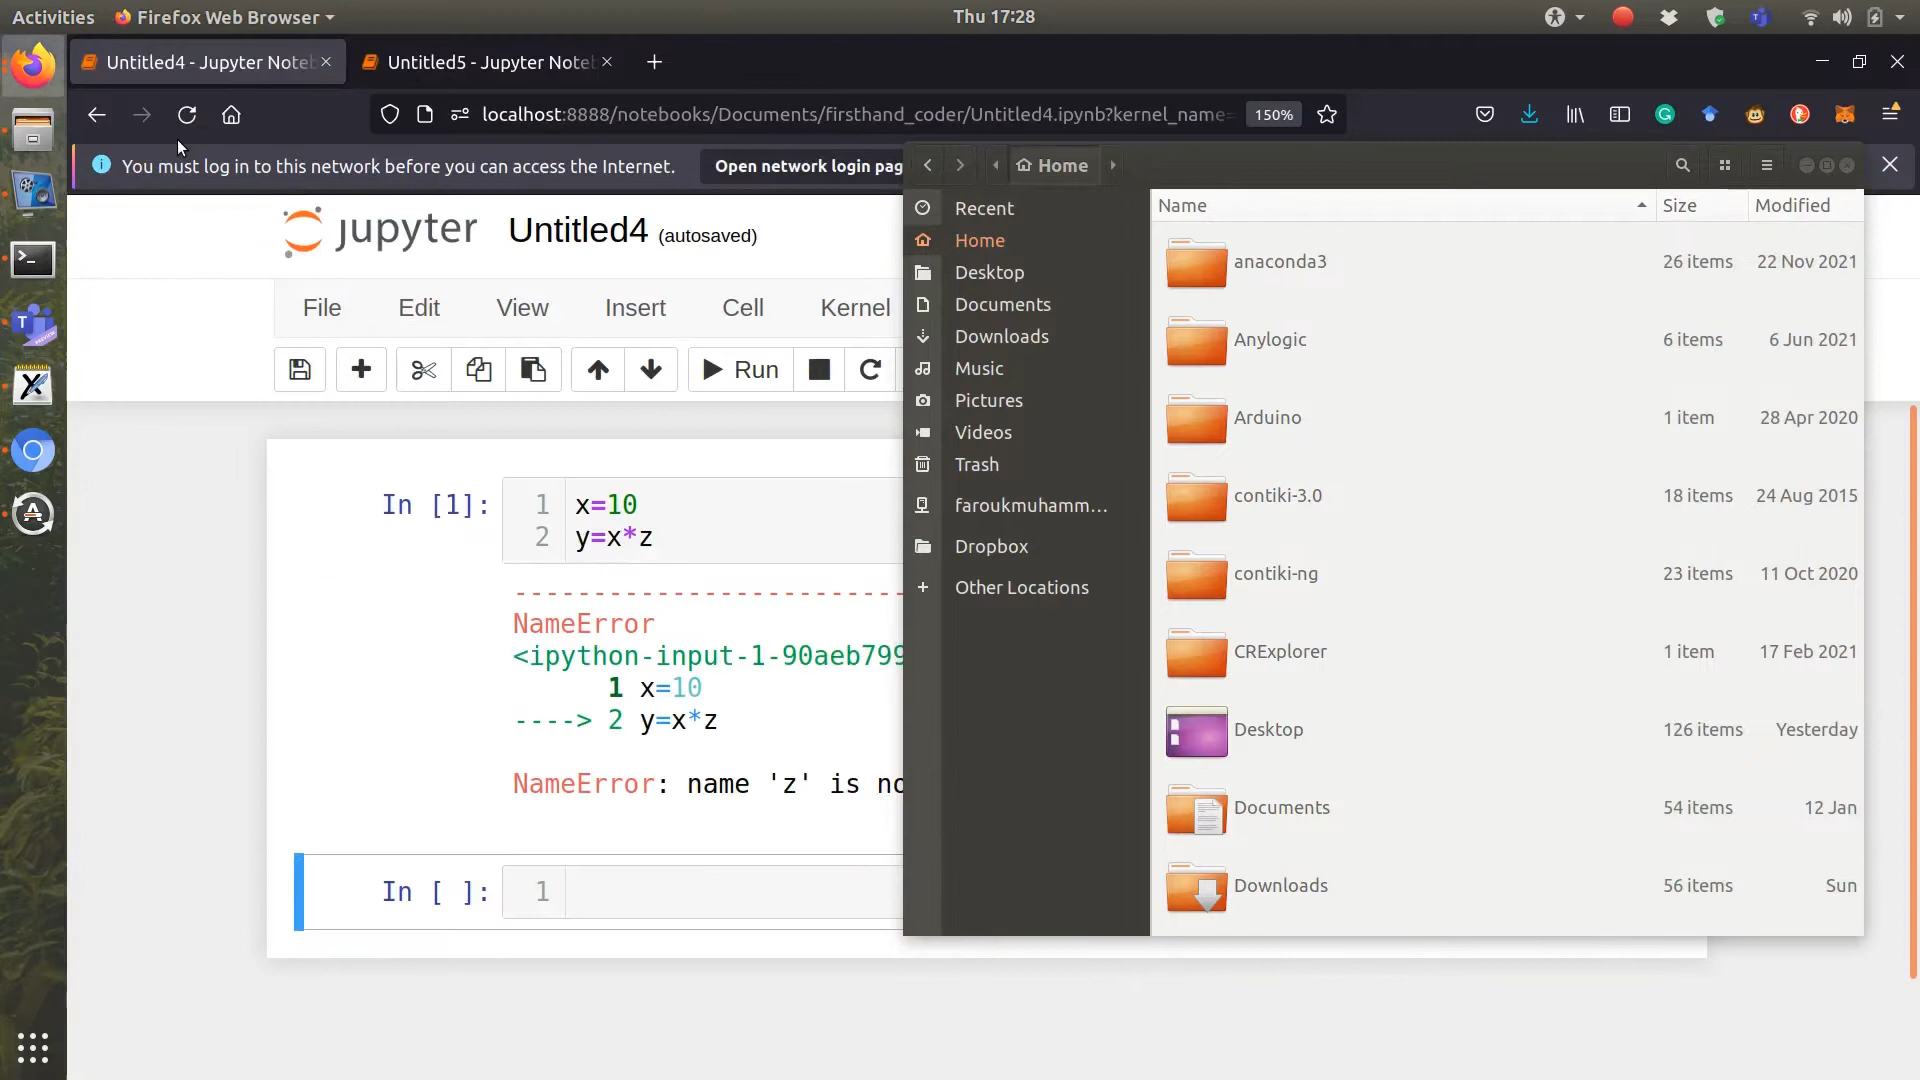 Activities
Firefox Web Browser
Thu 17:28
Untitled4 - Jupyter Note
Untitled5 - Jupyter Note
localhost:8888/notebooks/Documents/firsthand_coder/Untitled4.ipynb?kernel_name=
150%
You must log in to this network before you can access the Internet.
Open network login pag
jupyter Untitled4 (autosaved)
File Edit View Insert Cell Kernel
Run
In [1]:
1 x=10
2 y=x*z
---------------------------
NameError
<ipython-input-1-90aeb799
1 x=10
----> 2 y=x*z
NameError: name 'z' is no
In [ ]:
1
Home
Recent
Home
Desktop
Documents
Downloads
Music
Pictures
Videos
Trash
faroukmuhamm...
Dropbox
+ Other Locations
Name Size Modified
anaconda3 26 items 22 Nov 2021
Anylogic 6 items 6 Jun 2021
Arduino 1 item 28 Apr 2020
contiki-3.0 18 items 24 Aug 2015
contiki-ng 23 items 11 Oct 2020
CRExplorer 1 item 17 Feb 2021
Desktop 126 items Yesterday
Documents 54 items 12 Jan
Downloads 56 items Sun